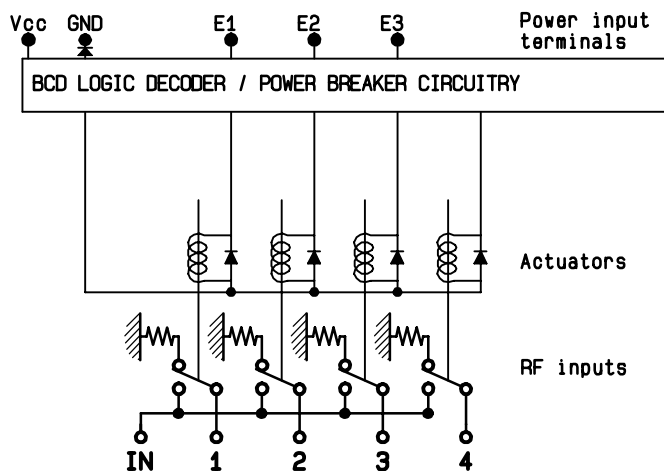 Vcc GND E1 E2 E3 Power input
terminals
BCD LOGIC DECODER / POWER BREAKER CIRCUITRY
Actuators
RF inputs
IN 1 2 3 4